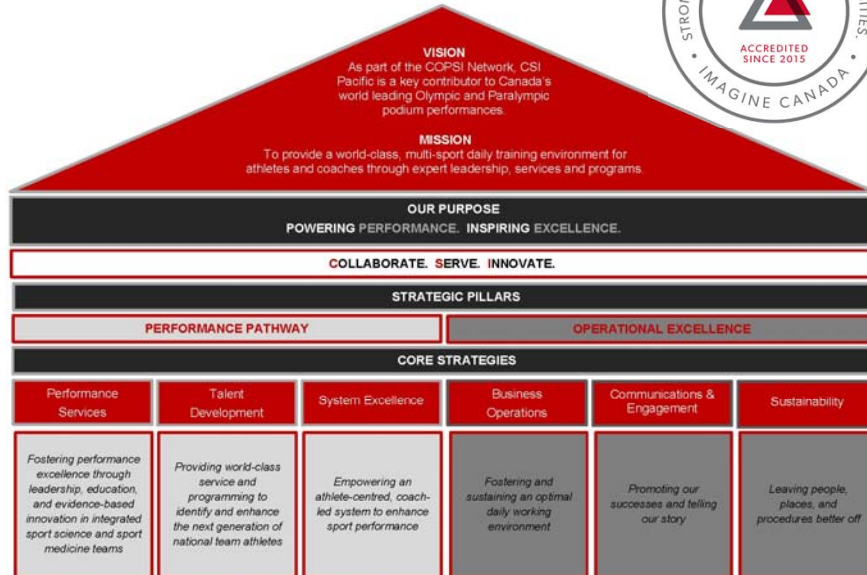 STRON
ITIES.
ACCREDITED
SINCE 2015
• IMAGINE CANADA •
VISION
As part of the COPSI Network, CSI
Pacific is a key contributor to Canada's
world leading Olympic and Paralympic
podium performances.
MISSION
To provide a world-class, multi-sport daily training environment for
athletes and coaches through expert leadership, services and programs.
OUR PURPOSE
POWERING PERFORMANCE. INSPIRING EXCELLENCE.
COLLABORATE. SERVE. INNOVATE.
STRATEGIC PILLARS
PERFORMANCE PATHWAY
OPERATIONAL EXCELLENCE
CORE STRATEGIES
Performance
Services
Talent
Development
System Excellence
Business
Operations
Communications &
Engagement
Sustainability
Fostering performance
excellence through
leadership, education,
and evidence-based
innovation in integrated
sport science and sport
medicine teams
Providing world-class
service and
programming to
identify and enhance
the next generation of
national team athletes
Empowering an
athlete-centred, coach-
led system to enhance
sport performance
Fostering and
sustaining an optimal
daily working
environment
Promoting our
successes and telling
our story
Leaving people,
places, and
procedures better off